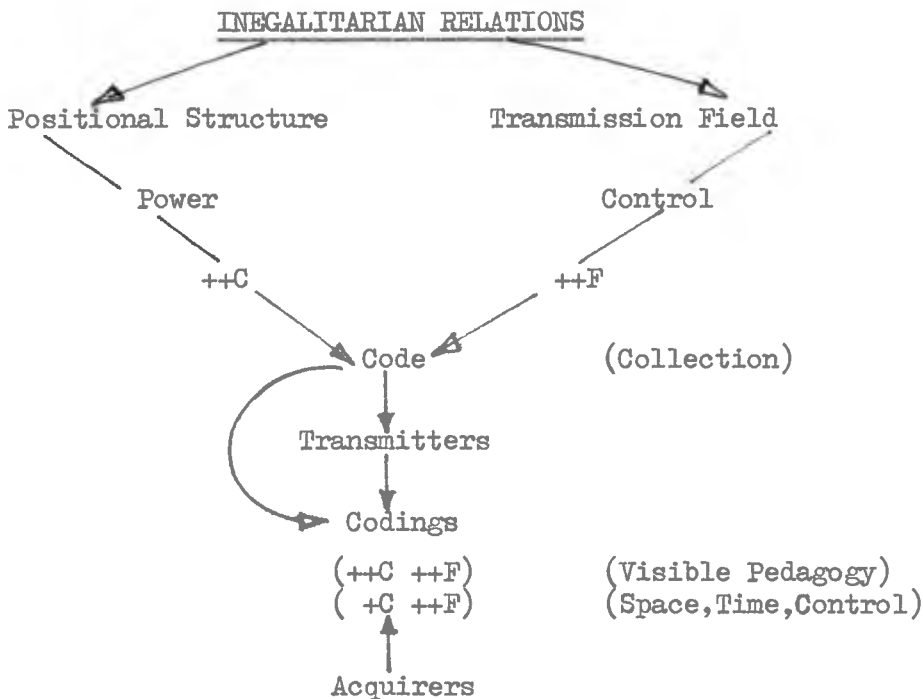 INEGALITARIAN RELATIONS
Positional Structure Transmission Field
Power Control
++C ++F
Code (Collection)
Transmitters
Codings
(++C ++F) (Visible Pedagogy)
( +C ++F) (Space,Time,Control)
Acquirers